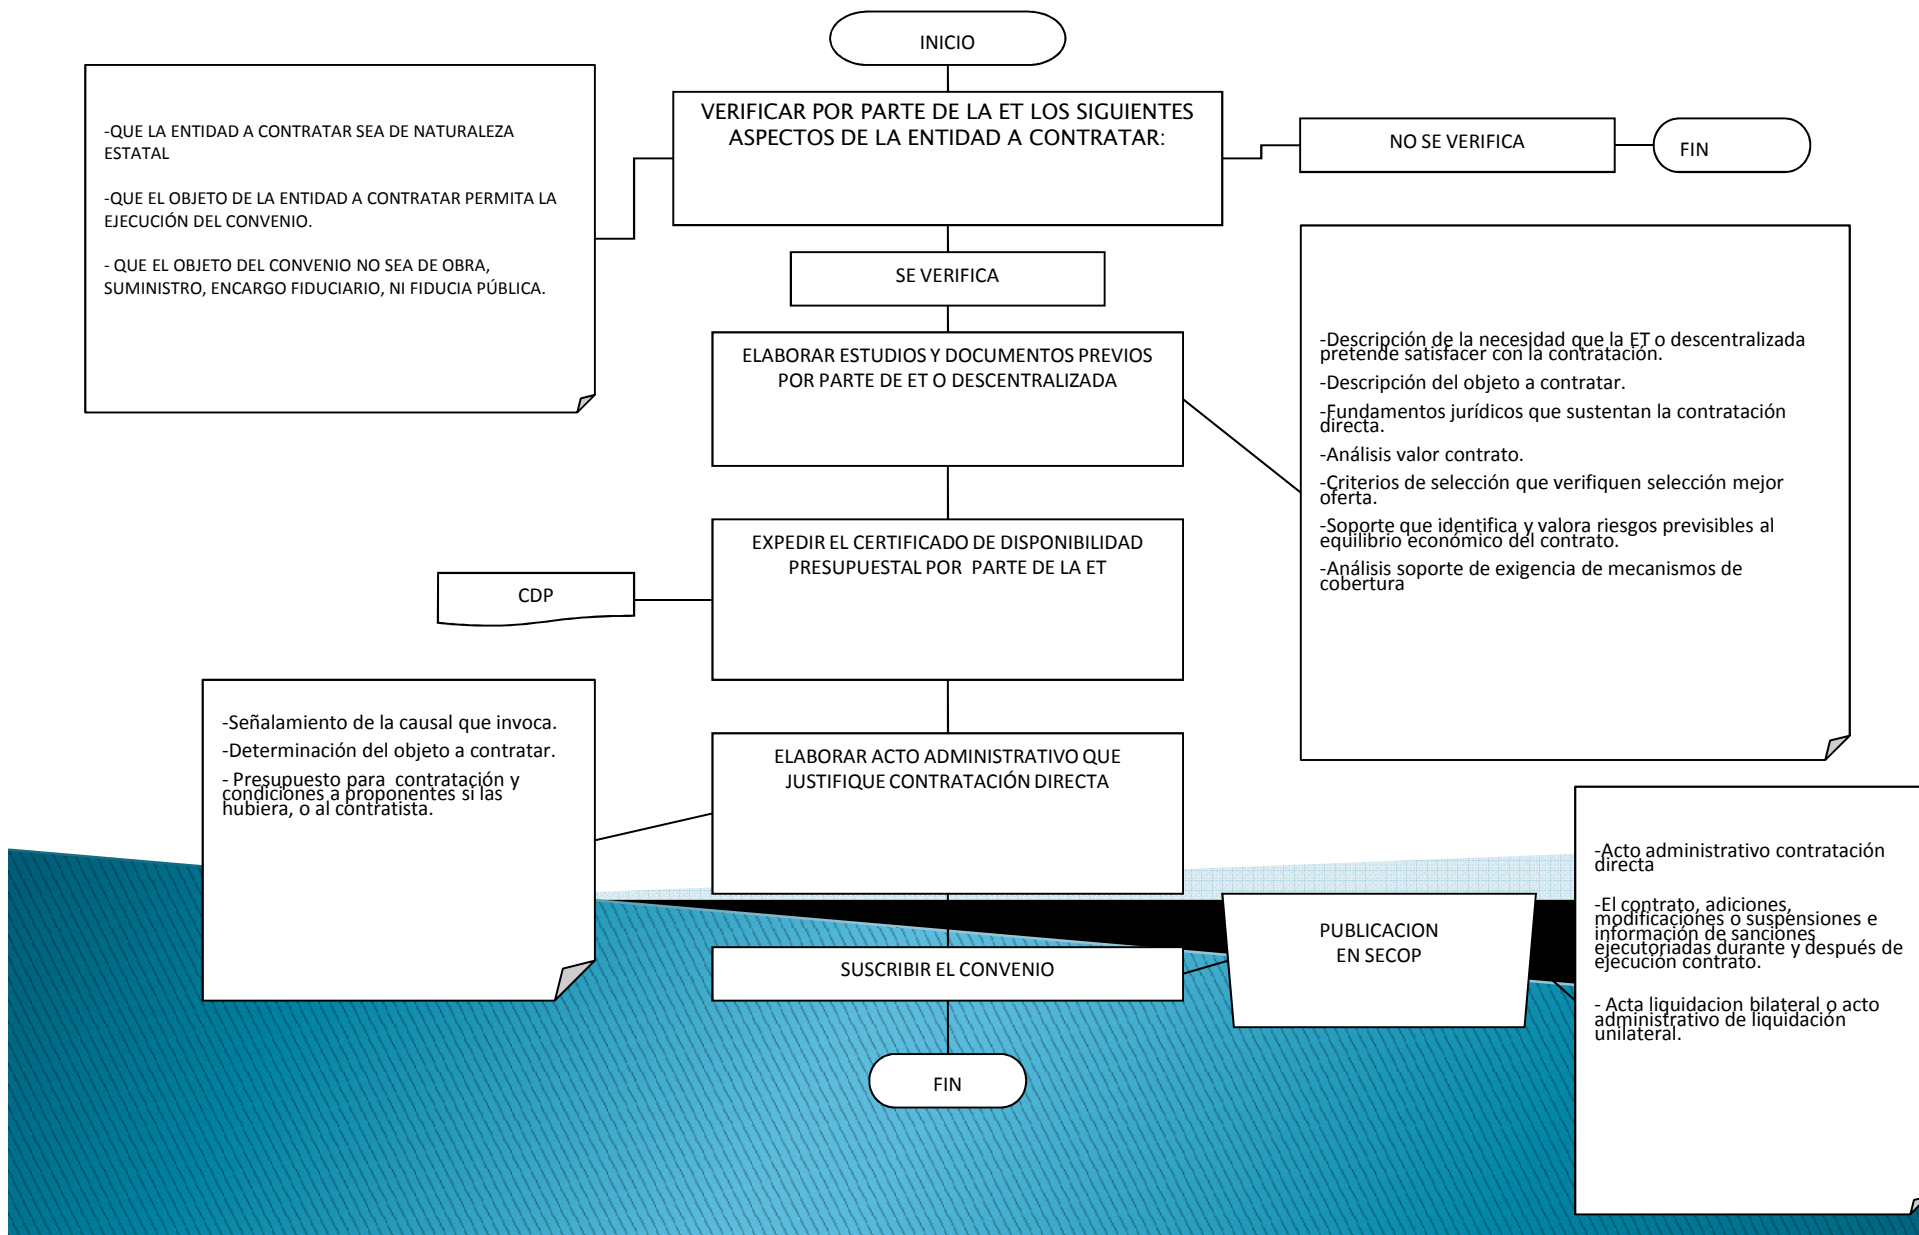 INICIO
-QUE LA ENTIDAD A CONTRATAR SEA DE NATURALEZA
ESTATAL
-QUE EL OBJETO DE LA ENTIDAD A CONTRATAR PERMITA LA
EJECUCIÓN DEL CONVENIO.
- QUE EL OBJETO DEL CONVENIO NO SEA DE OBRA,
SUMINISTRO, ENCARGO FIDUCIARIO, NI FIDUCIA PÚBLICA.
VERIFICAR POR PARTE DE LA ET LOS SIGUIENTES
ASPECTOS DE LA ENTIDAD A CONTRATAR:
NO SE VERIFICA
FIN
SE VERIFICA
ELABORAR ESTUDIOS Y DOCUMENTOS PREVIOS
POR PARTE DE ET O DESCENTRALIZADA
-Descripción de la necesidad que la ET o descentralizada
pretende satisfacer con la contratación.
-Descripción del objeto a contratar.
-Fundamentos jurídicos que sustentan la contratación
directa.
-Análisis valor contrato.
-Criterios de selección que verifiquen selección mejor
oferta.
-Soporte que identifica y valora riesgos previsibles al
equilibrio económico del contrato.
-Análisis soporte de exigencia de mecanismos de
cobertura
EXPEDIR EL CERTIFICADO DE DISPONIBILIDAD
PRESUPUESTAL POR PARTE DE LA ET
CDP
-Señalamiento de la causal que invoca.
-Determinación del objeto a contratar.
- Presupuesto para contratación y
condiciones a proponentes si las
hubiera, o al contratista.
ELABORAR ACTO ADMINISTRATIVO QUE
JUSTIFIQUE CONTRATACIÓN DIRECTA
SUSCRIBIR EL CONVENIO
PUBLICACION
EN SECOP
-Acto administrativo contratación
directa
-El contrato, adiciones,
modificaciones o suspensiones e
información de sanciones
ejecutoriadas durante y después de
ejecución contrato.
- Acta liquidacion bilateral o acto
administrativo de liquidación
unilateral.
FIN